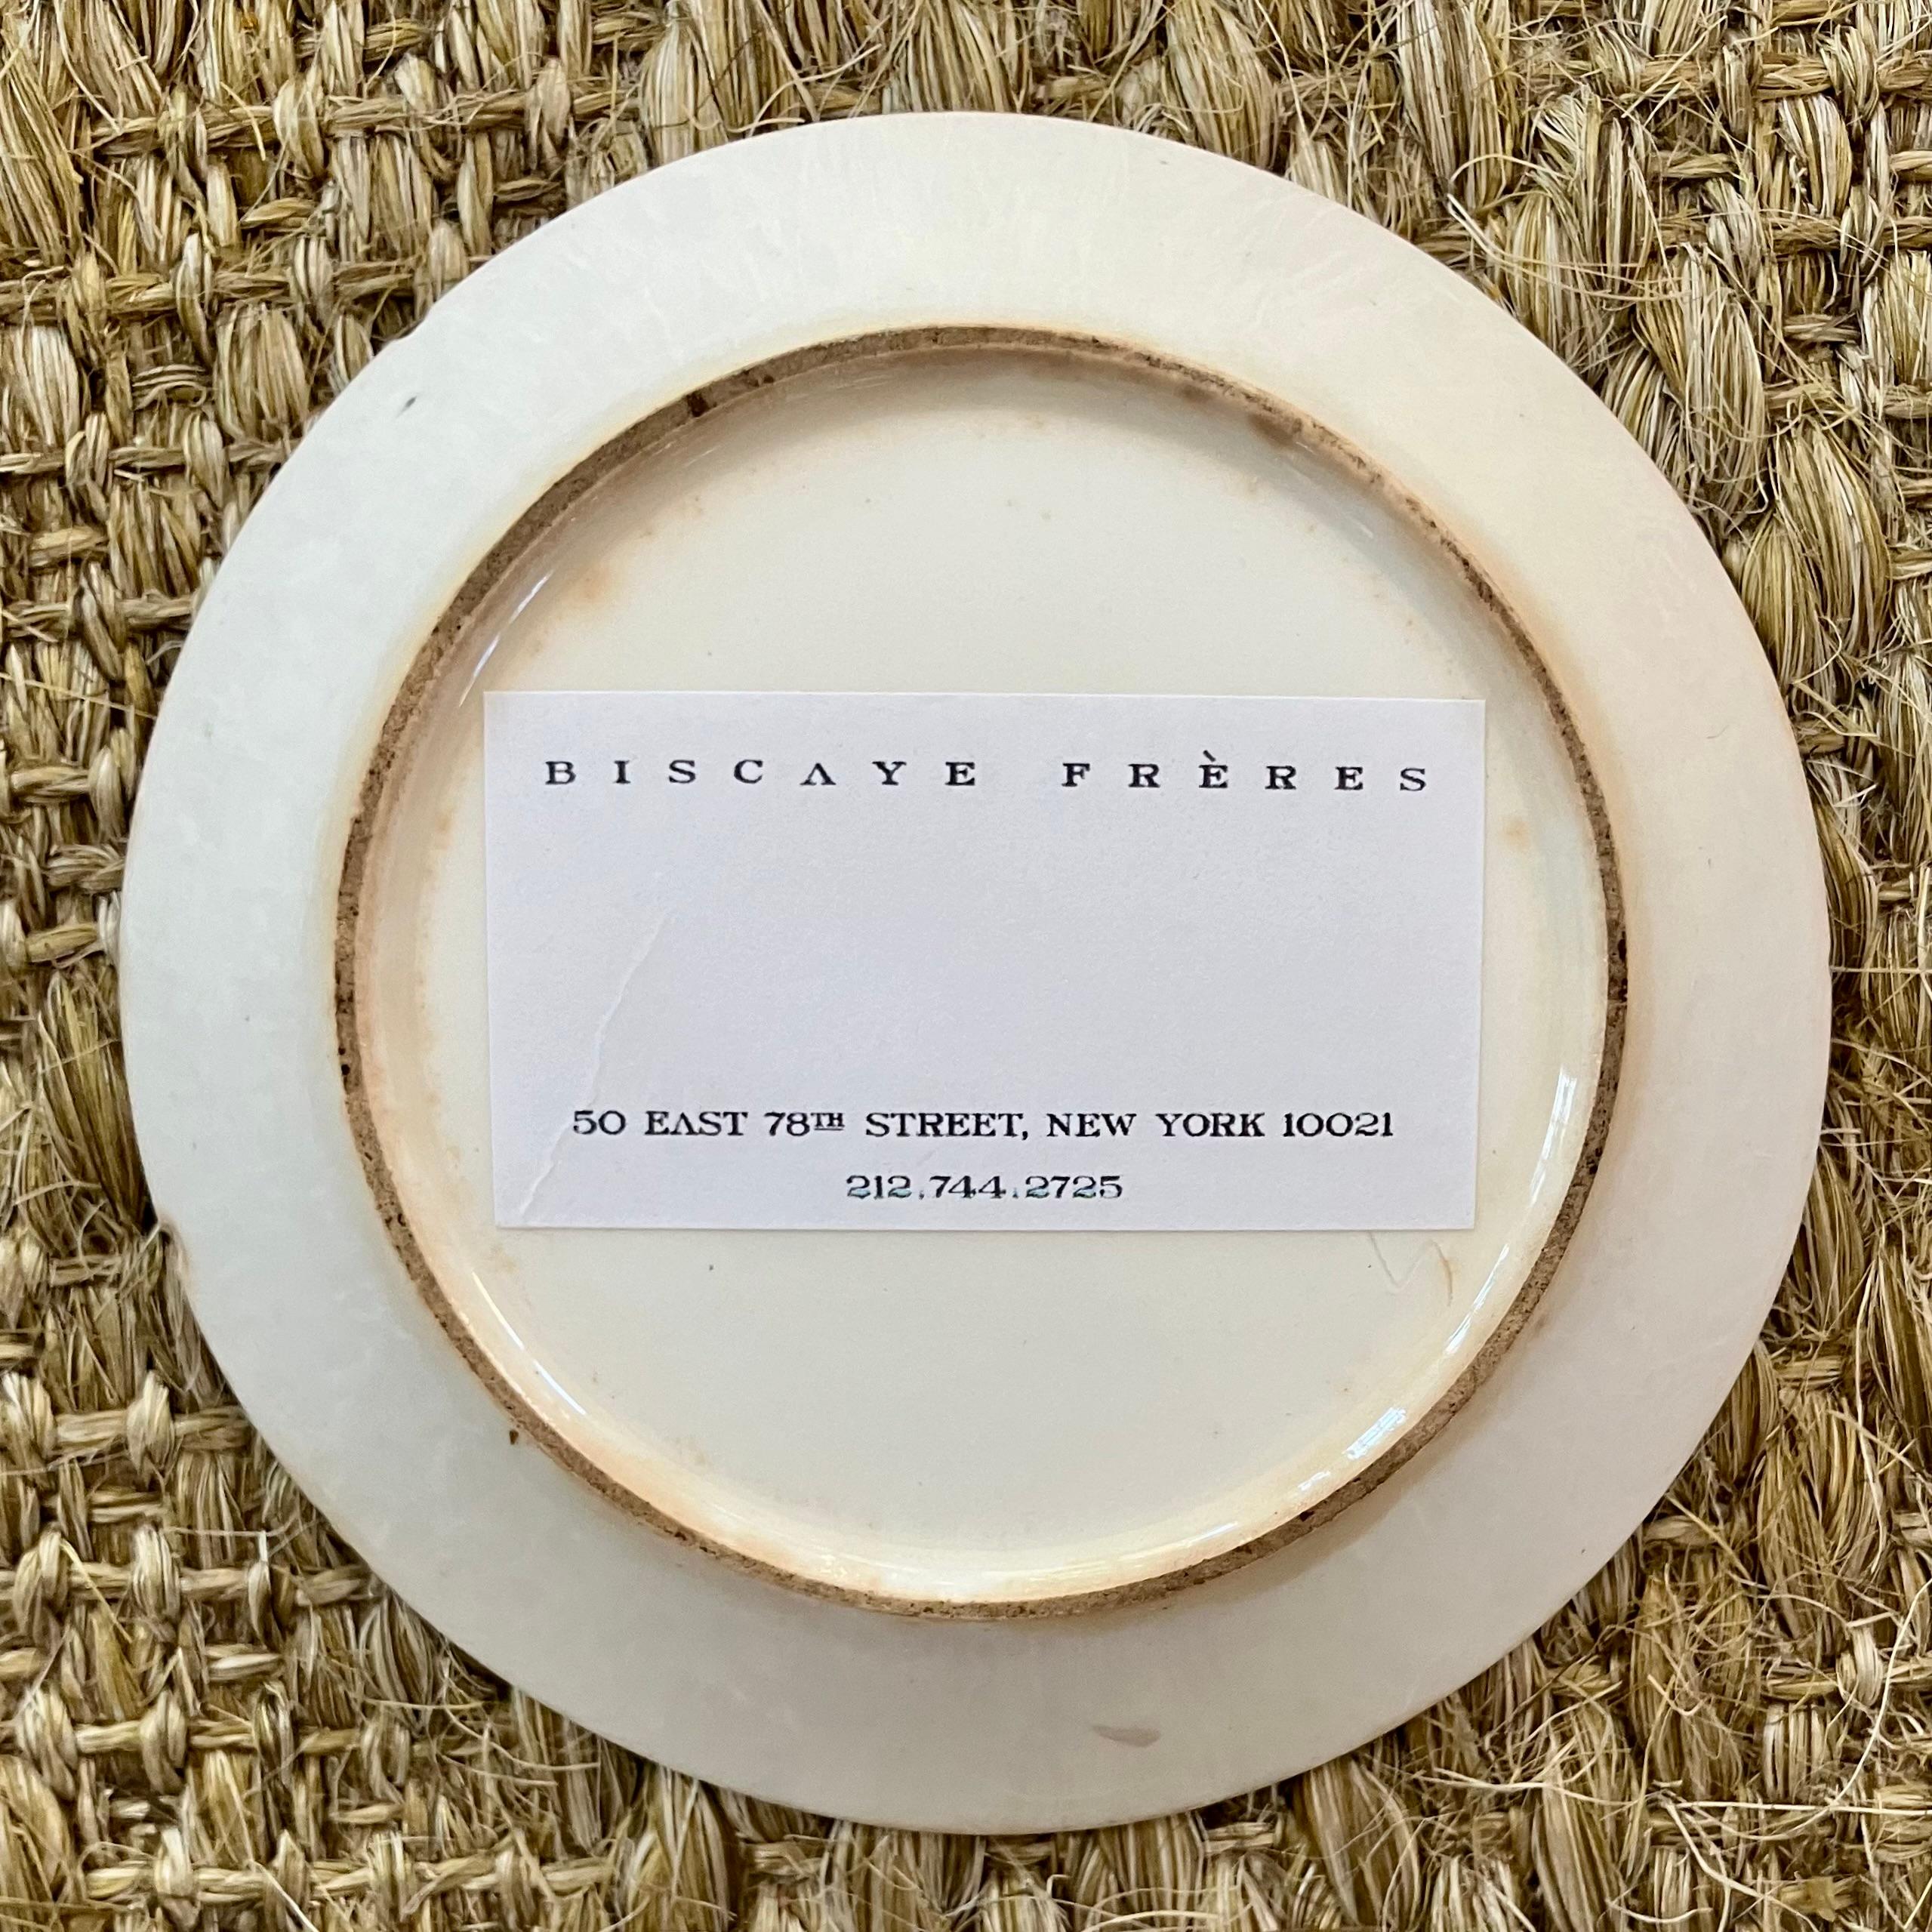 BISCAYE FRÈRES
50 EAST 78TH STREET, NEW YORK 10021
212.744.2725